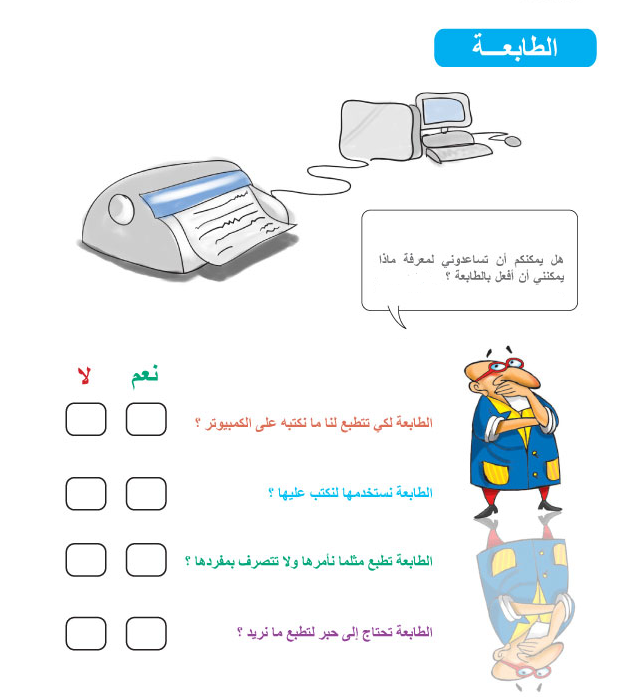 الطابعـــة
هل يمكنكم أن تساعدوني لمعرفة ماذا
يمكنني أن أفعل بالطابعة ؟
نعم لا
الطابعة لكي تتطبع لنا ما نكتبه على الكمبيوتر ؟
الطابعة نستخدمها لنكتب عليها ؟
الطابعة تطبع مثلما نأمرها ولا تتصرف بمفردها ؟
الطابعة تحتاج إلى حبر لتطبع ما نريد ؟